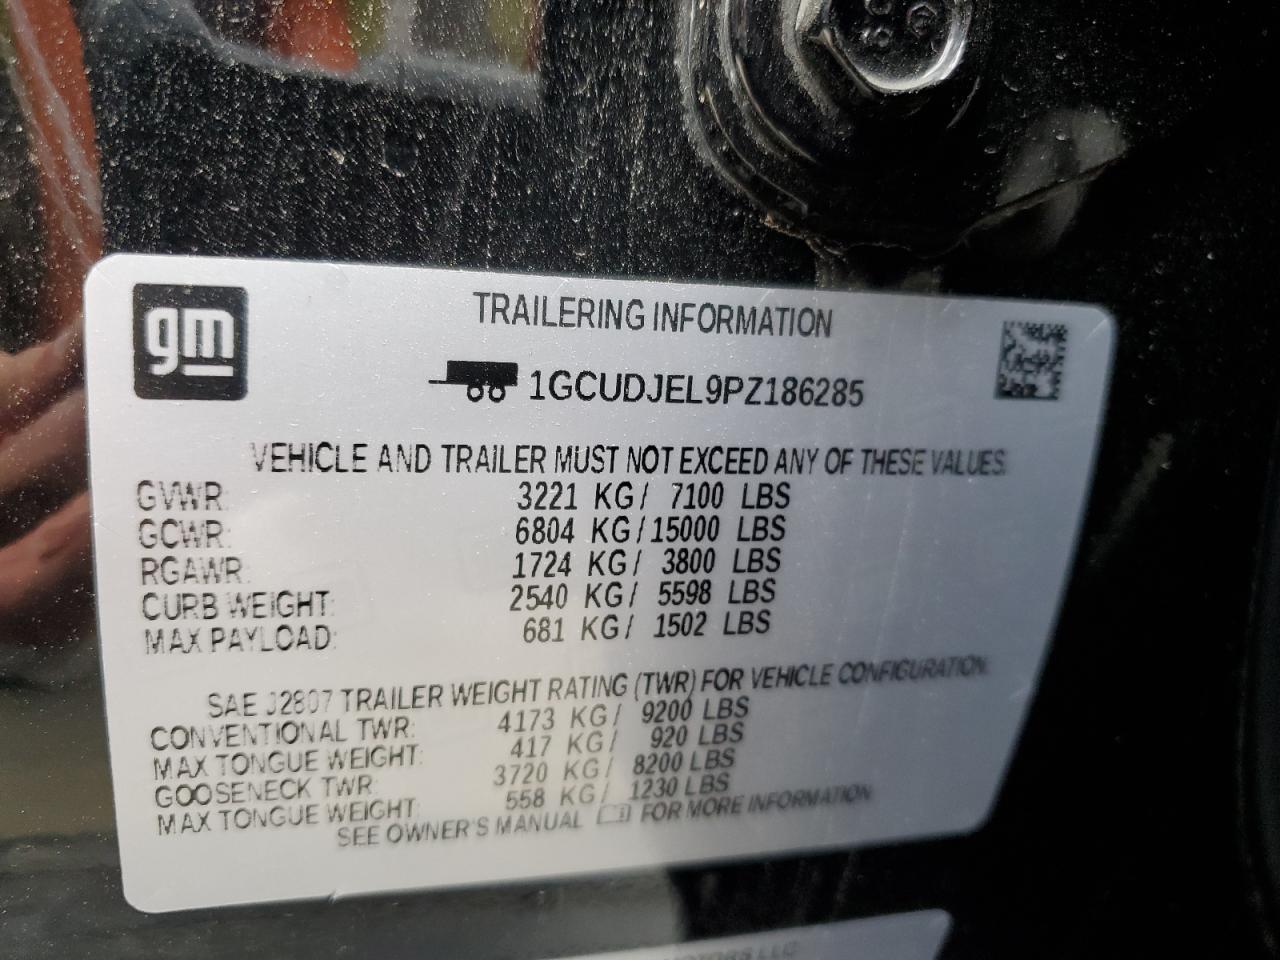 gm
TRAILERING INFORMATION
1GCUDJEL9PZ186285
VEHICLE AND TRAILER MUST NOT EXCEED ANY OF THESE VALUES.
GVWR: 3221 KG/ 7100 LBS
GCWR: 6804 KG/15000 LBS
RGAWR: 1724 KG/ 3800 LBS
CURB WEIGHT: 2540 KG/ 5598 LBS
MAX PAYLOAD: 681 KG/ 1502 LBS
SAE J2807 TRAILER WEIGHT RATING (TWR) FOR VEHICLE CONFIGURATION.
CONVENTIONAL TWR: 4173 KG/ 9200 LBS
MAX TONGUE WEIGHT: 417 KG/ 920 LBS
GOOSENECK TWR: 3720 KG/ 8200 LBS
MAX TONGUE WEIGHT: 558 KG/ 1230 LBS
SEE OWNER'S MANUAL FOR MORE INFORMATION.
MOTORS LLC